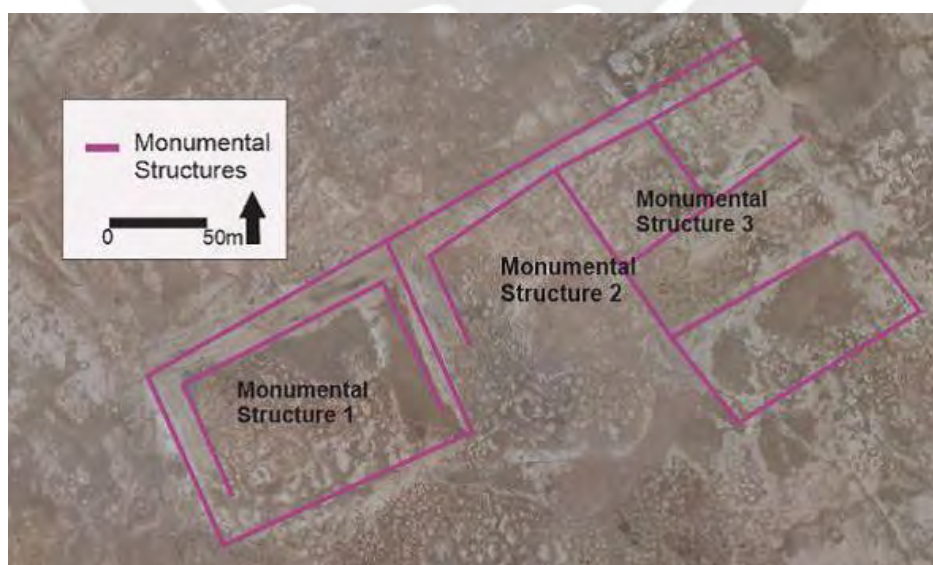 Monumental
Structures
0 50m
Monumental
Structure 3
Monumental
Structure 2
Monumental
Structure 1